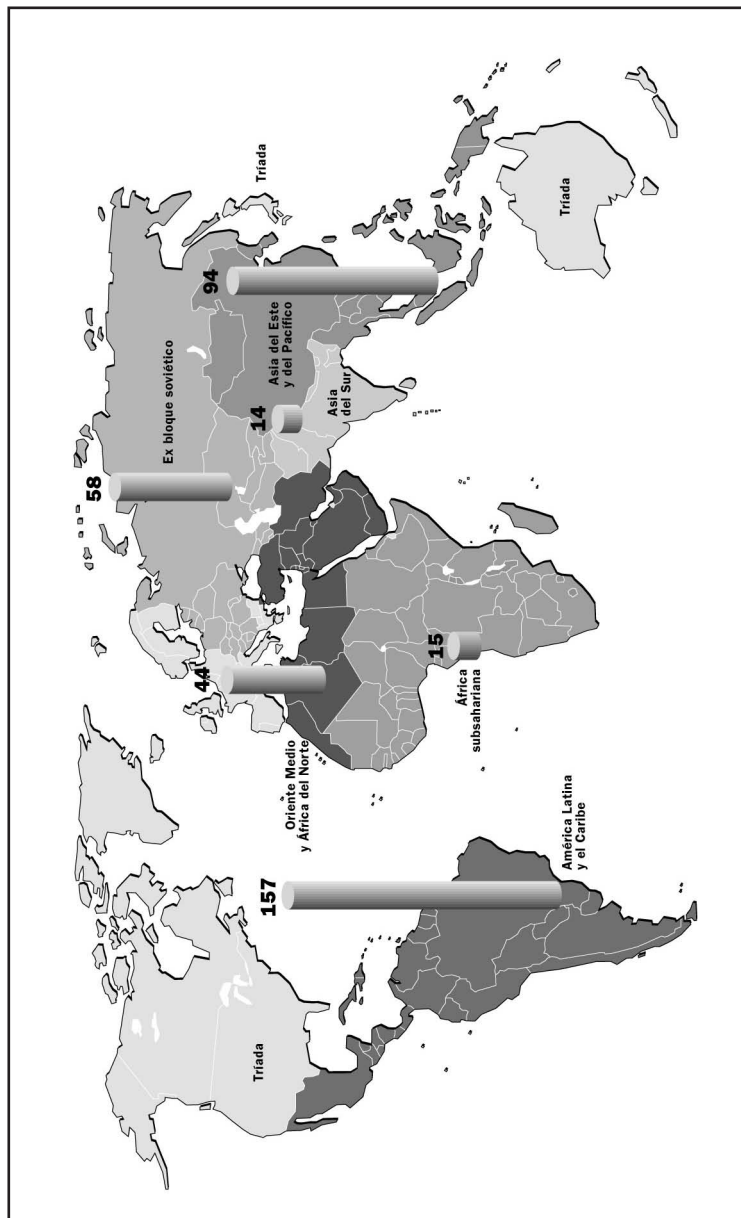 Tríada
157
América Latina
y el Caribe
44
Oriente Medio
y África del Norte
15
África
subsahariana
58
Ex bloque soviético
14
Asia
del Sur
94
Asia del Este
y del Pacífico
Tríada
Tríada